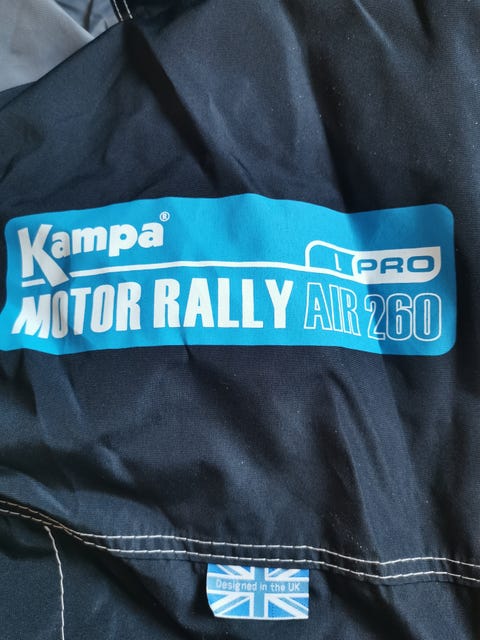 Kampa®
L PRO
MOTOR RALLY AIR 260
Designed in the UK